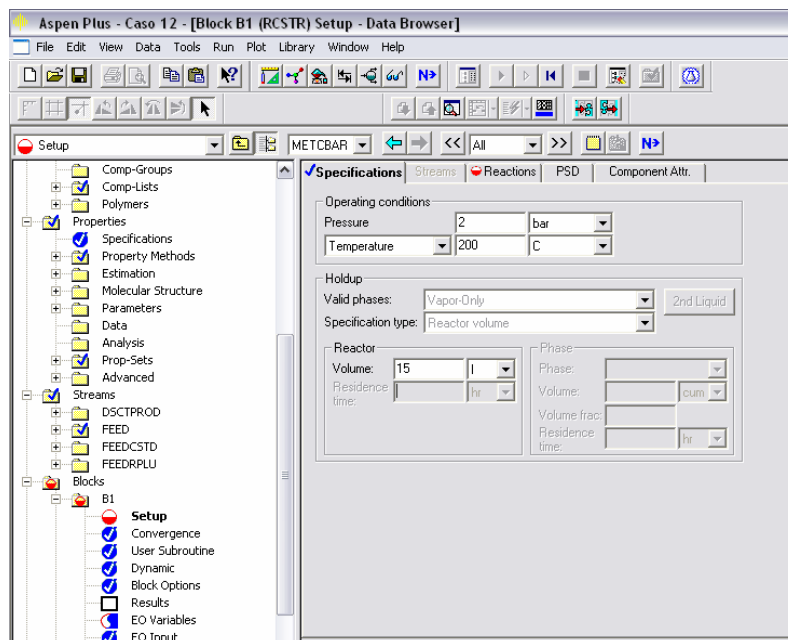 Aspen Plus - Caso 12 - [Block B1 (RCSTR) Setup - Data Browser]
File Edit View Data Tools Run Plot Library Window Help
N»
Setup METCBAR << All >> N»
Comp-Groups
Comp-Lists
Polymers
Properties
Specifications
Property Methods
Estimation
Molecular Structure
Parameters
Data
Analysis
Prop-Sets
Advanced
Streams
DSCTPROD
FEED
FEEDCSTD
FEEDRPLU
Blocks
B1
Setup
Convergence
User Subroutine
Dynamic
Block Options
Results
EO Variables
EO Input
Specifications Streams Reactions PSD Component Attr.
Operating conditions
Pressure 2 bar
Temperature 200 C
Holdup
Valid phases: Vapor-Only 2nd Liquid
Specification type: Reactor volume
Reactor
Volume: 15 l
Residence time: hr
Phase
Phase:
Volume: cum
Volume frac:
Residence time: hr